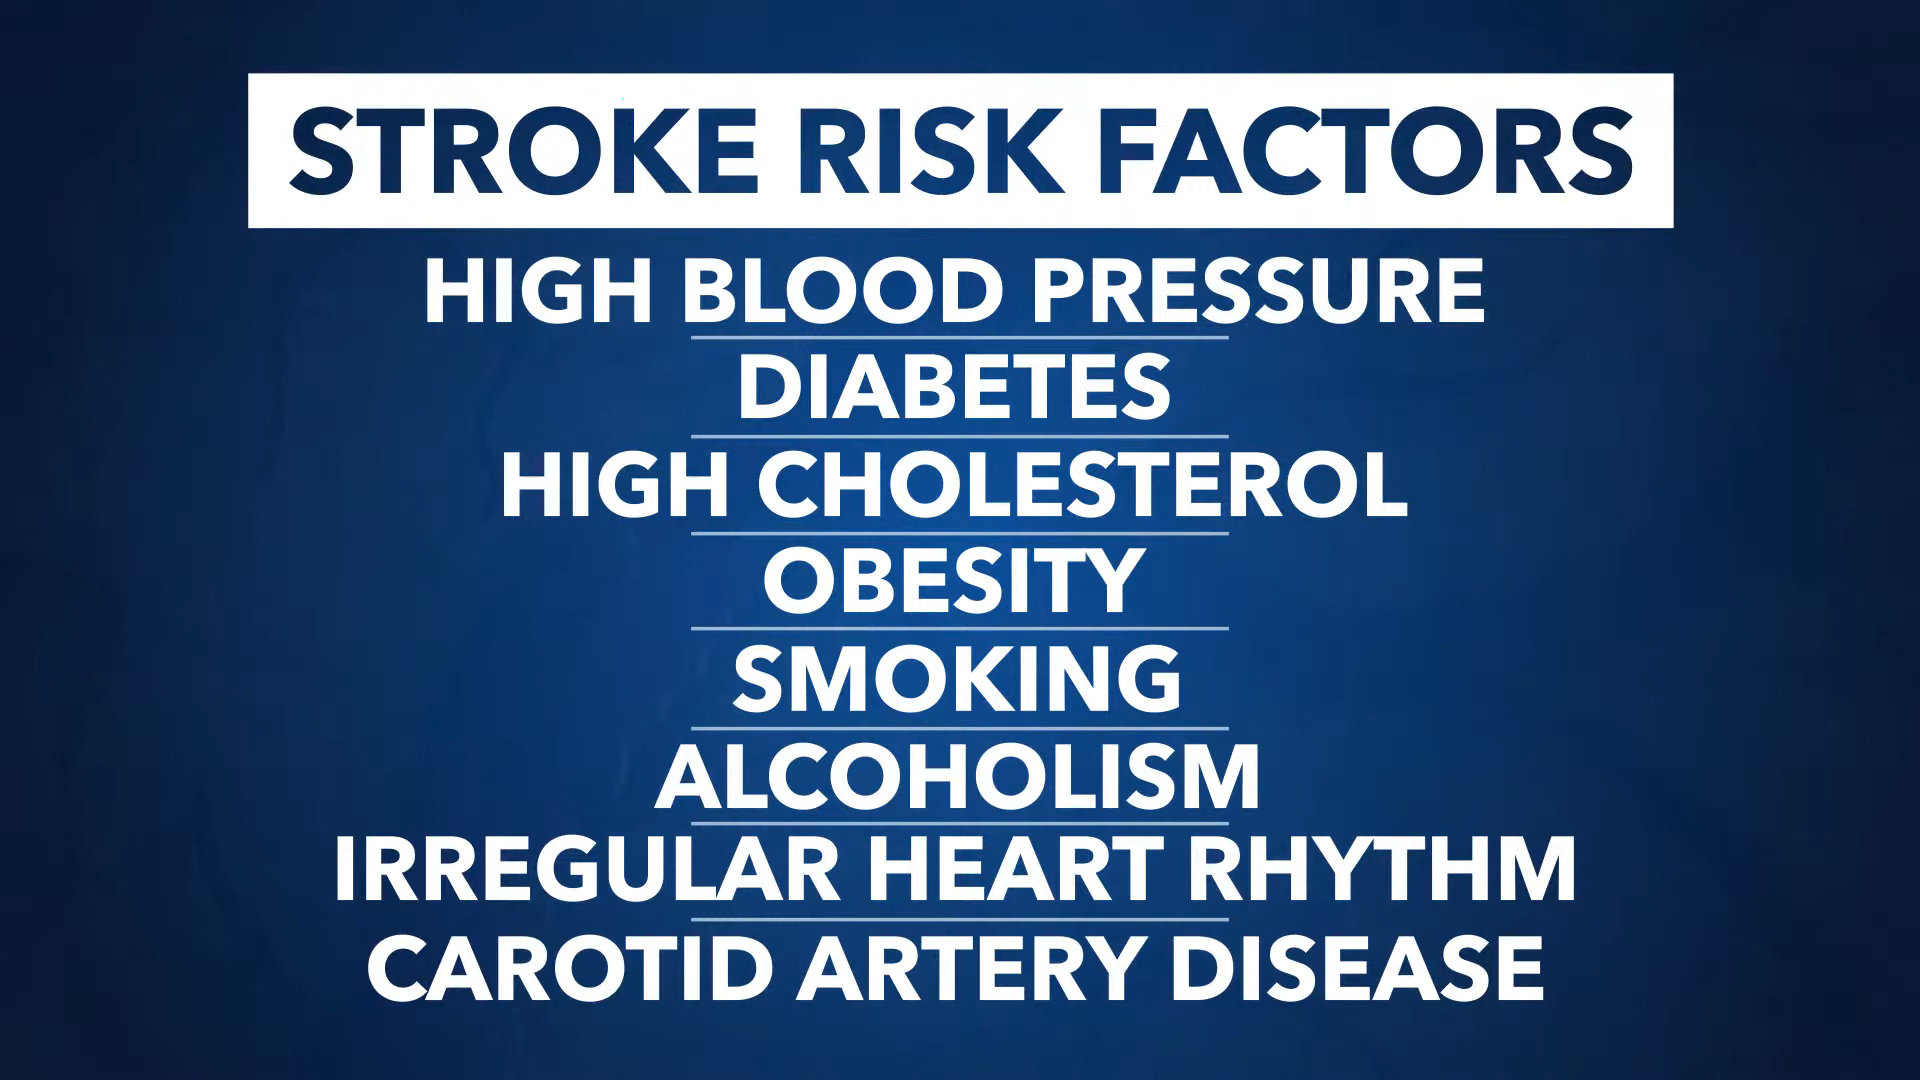 STROKE RISK FACTORS
HIGH BLOOD PRESSURE
DIABETES
HIGH CHOLESTEROL
OBESITY
SMOKING
ALCOHOLISM
IRREGULAR HEART RHYTHM
CAROTID ARTERY DISEASE